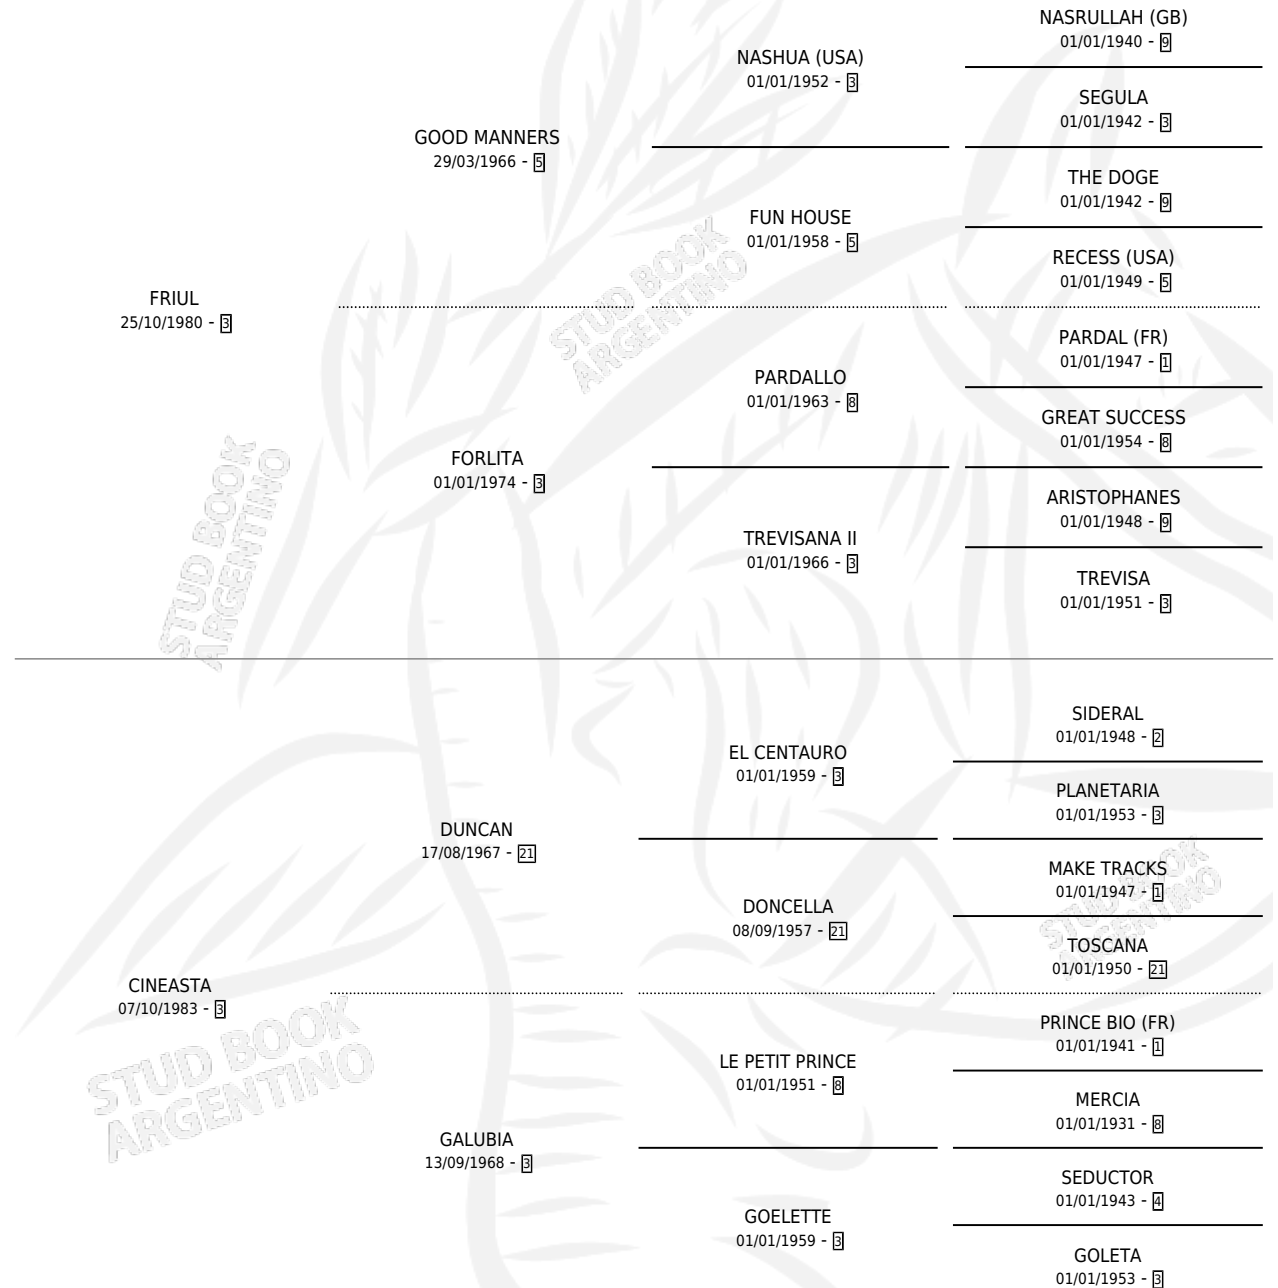 NASRULLAH (GB)
01/01/1940 - 9
NASHUA (USA)
01/01/1952 - 3
SEGULA
01/01/1942 - 3
GOOD MANNERS
29/03/1966 - 5
THE DOGE
01/01/1942 - 9
FUN HOUSE
01/01/1958 - 5
RECESS (USA)
01/01/1949 - 5
FRIUL
25/10/1980 - 3
PARDAL (FR)
01/01/1947 - 1
PARDALLO
01/01/1963 - 8
GREAT SUCCESS
01/01/1954 - 8
FORLITA
01/01/1974 - 3
ARISTOPHANES
01/01/1948 - 9
TREVISANA II
01/01/1966 - 3
TREVISA
01/01/1951 - 3
STUD BOOK
ARGENTINO
STUD BOOK
ARGENTINO
SIDERAL
01/01/1948 - 2
EL CENTAURO
01/01/1959 - 3
PLANETARIA
01/01/1953 - 3
DUNCAN
17/08/1967 - 21
MAKE TRACKS
01/01/1947 - 1
DONCELLA
08/09/1957 - 21
TOSCANA
01/01/1950 - 21
STUD BOOK
ARGENTINO
CINEASTA
07/10/1983 - 3
PRINCE BIO (FR)
01/01/1941 - 1
LE PETIT PRINCE
01/01/1951 - 8
MERCIA
01/01/1931 - 8
GALUBIA
13/09/1968 - 3
SEDUCTOR
01/01/1943 - 4
GOELETTE
01/01/1959 - 3
GOLETA
01/01/1953 - 3
STUD BOOK
ARGENTINO